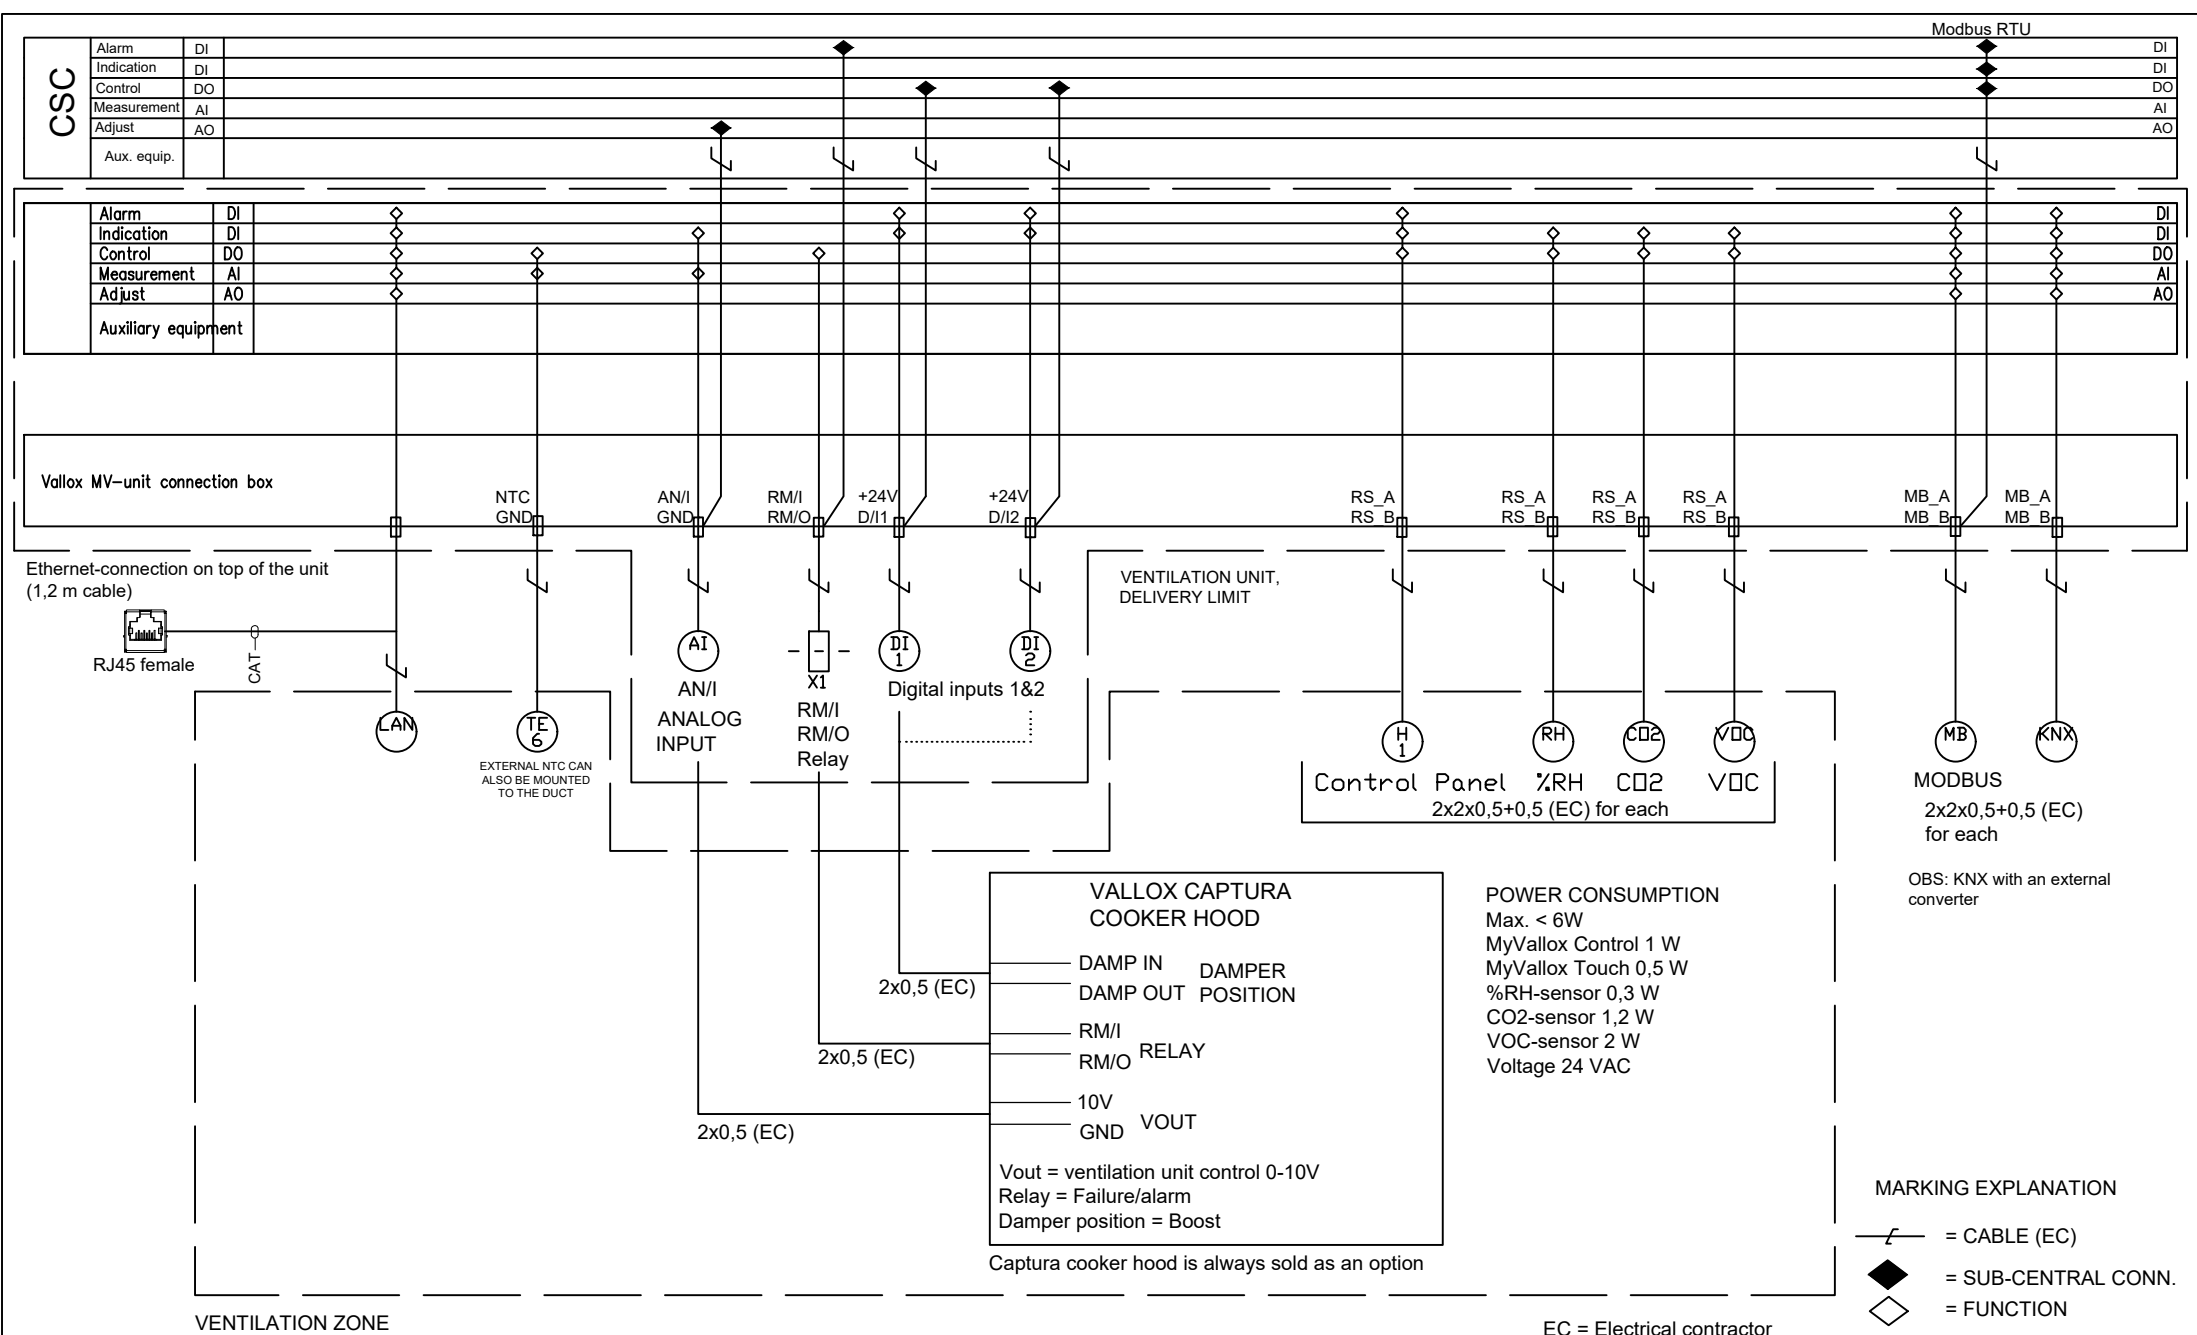 Modbus RTU
CSC
Alarm DI DI
Indication DI DI
Control DO DO
Measurement AI AI
Adjust AO AO
Aux. equip.
Alarm DI DI
Indication DI DI
Control DO DO
Measurement AI AI
Adjust AO AO
Auxiliary equipment
Vallox MV-unit connection box
NTC
GND
AN/I
GND
RM/I
RM/O
+24V
D/I1
+24V
D/I2
RS_A
RS_B
RS_A
RS_B
RS_A
RS_B
RS_A
RS_B
MB_A
MB_B
MB_A
MB_B
Ethernet-connection on top of the unit
(1,2 m cable)
RJ45 female
CAT
VENTILATION UNIT,
DELIVERY LIMIT
LAN
TE
6
EXTERNAL NTC CAN
ALSO BE MOUNTED
TO THE DUCT
AI
AN/I
ANALOG
INPUT
X1
RM/I
RM/O
Relay
DI
1
DI
2
Digital inputs 1&2
H
1
RH
CO2
VOC
Control Panel %RH CO2 VOC
2x2x0,5+0,5 (EC) for each
MB
KNX
MODBUS
2x2x0,5+0,5 (EC)
for each
OBS: KNX with an external
converter
VALLOX CAPTURA
COOKER HOOD
DAMP IN
DAMP OUT
DAMPER
POSITION
2x0,5 (EC)
RM/I
RM/O
RELAY
2x0,5 (EC)
10V
GND
VOUT
2x0,5 (EC)
Vout = ventilation unit control 0-10V
Relay = Failure/alarm
Damper position = Boost
Captura cooker hood is always sold as an option
POWER CONSUMPTION
Max. < 6W
MyVallox Control 1 W
MyVallox Touch 0,5 W
%RH-sensor 0,3 W
CO2-sensor 1,2 W
VOC-sensor 2 W
Voltage 24 VAC
MARKING EXPLANATION
= CABLE (EC)
= SUB-CENTRAL CONN.
= FUNCTION
VENTILATION ZONE
EC = Electrical contractor